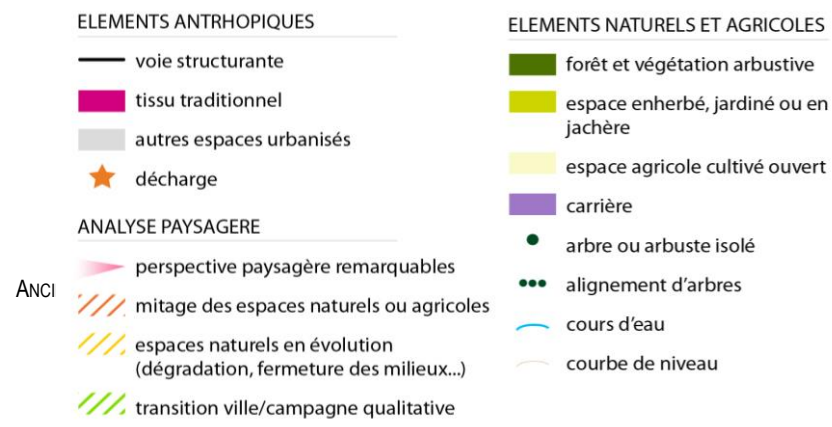 ELEMENTS ANTRHOPIQUES
voie structurante
tissu traditionnel
autres espaces urbanisés
décharge
ANALYSE PAYSAGERE
perspective paysagère remarquables
mitage des espaces naturels ou agricoles
espaces naturels en évolution
(dégradation, fermeture des milieux...)
transition ville/campagne qualitative
ANCI
ELEMENTS NATURELS ET AGRICOLES
forêt et végétation arbustive
espace enherbé, jardiné ou en
jachère
espace agricole cultivé ouvert
carrière
arbre ou arbuste isolé
alignement d'arbres
cours d'eau
courbe de niveau